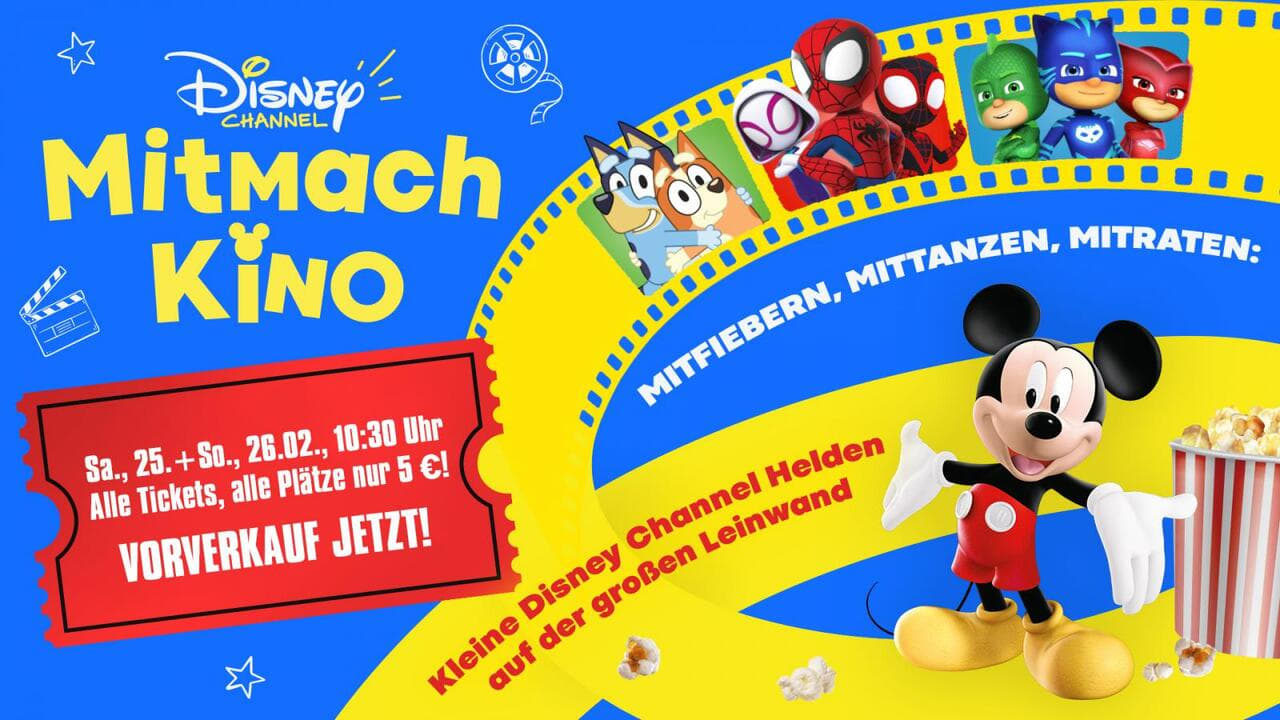 Disney
CHANNEL
Mitmach
Kino
Sa., 25.+So., 26.02., 10:30 Uhr
Alle Tickets, alle Plätze nur 5 €!
VORVERKAUF JETZT!
MITFIEBERN, MITTANZEN, MITRATEN:
Kleine Disney Channel Helden
auf der großen Leinwand